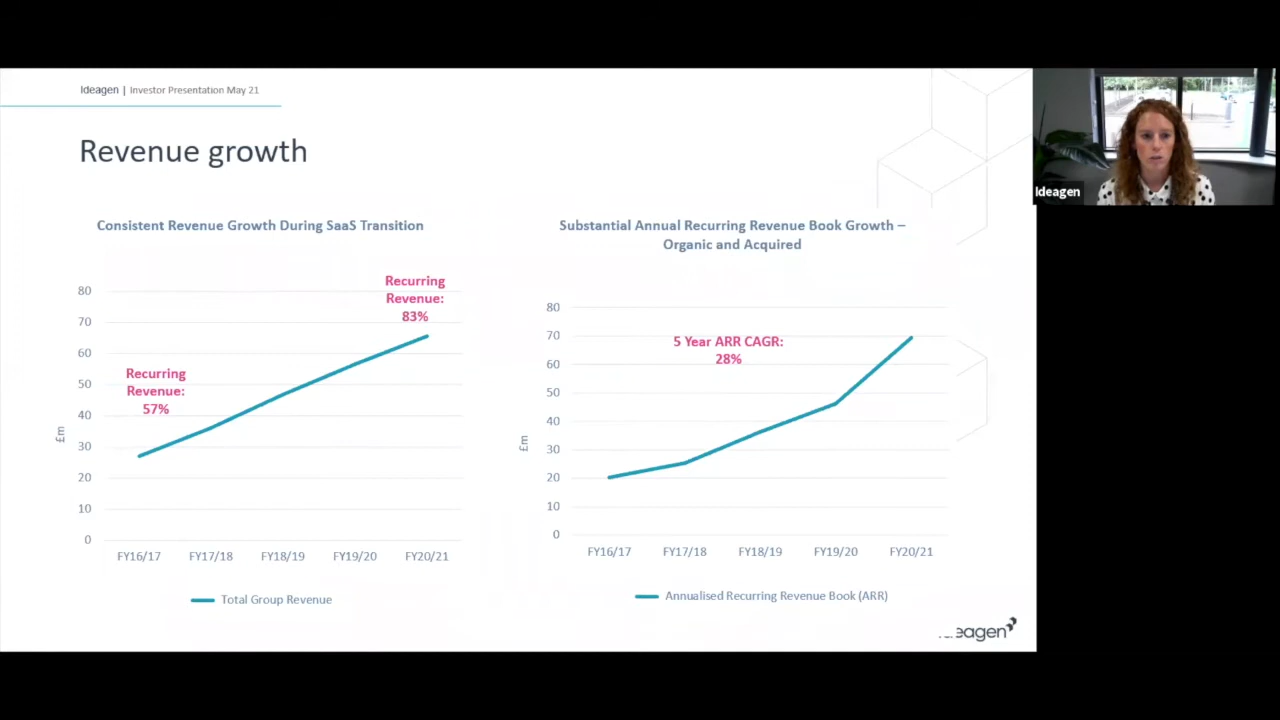 Ideagen | Investor Presentation May 21
Revenue growth
Consistent Revenue Growth During SaaS Transition
Recurring
Revenue:
83%
Recurring
Revenue:
57%
80
70
60
50
40
30
20
10
0
£m
FY16/17 FY17/18 FY18/19 FY19/20 FY20/21
Total Group Revenue
Substantial Annual Recurring Revenue Book Growth –
Organic and Acquired
5 Year ARR CAGR:
28%
80
70
60
50
40
30
20
10
0
£m
FY16/17 FY17/18 FY18/19 FY19/20 FY20/21
Annualised Recurring Revenue Book (ARR)
ideagen
Ideagen